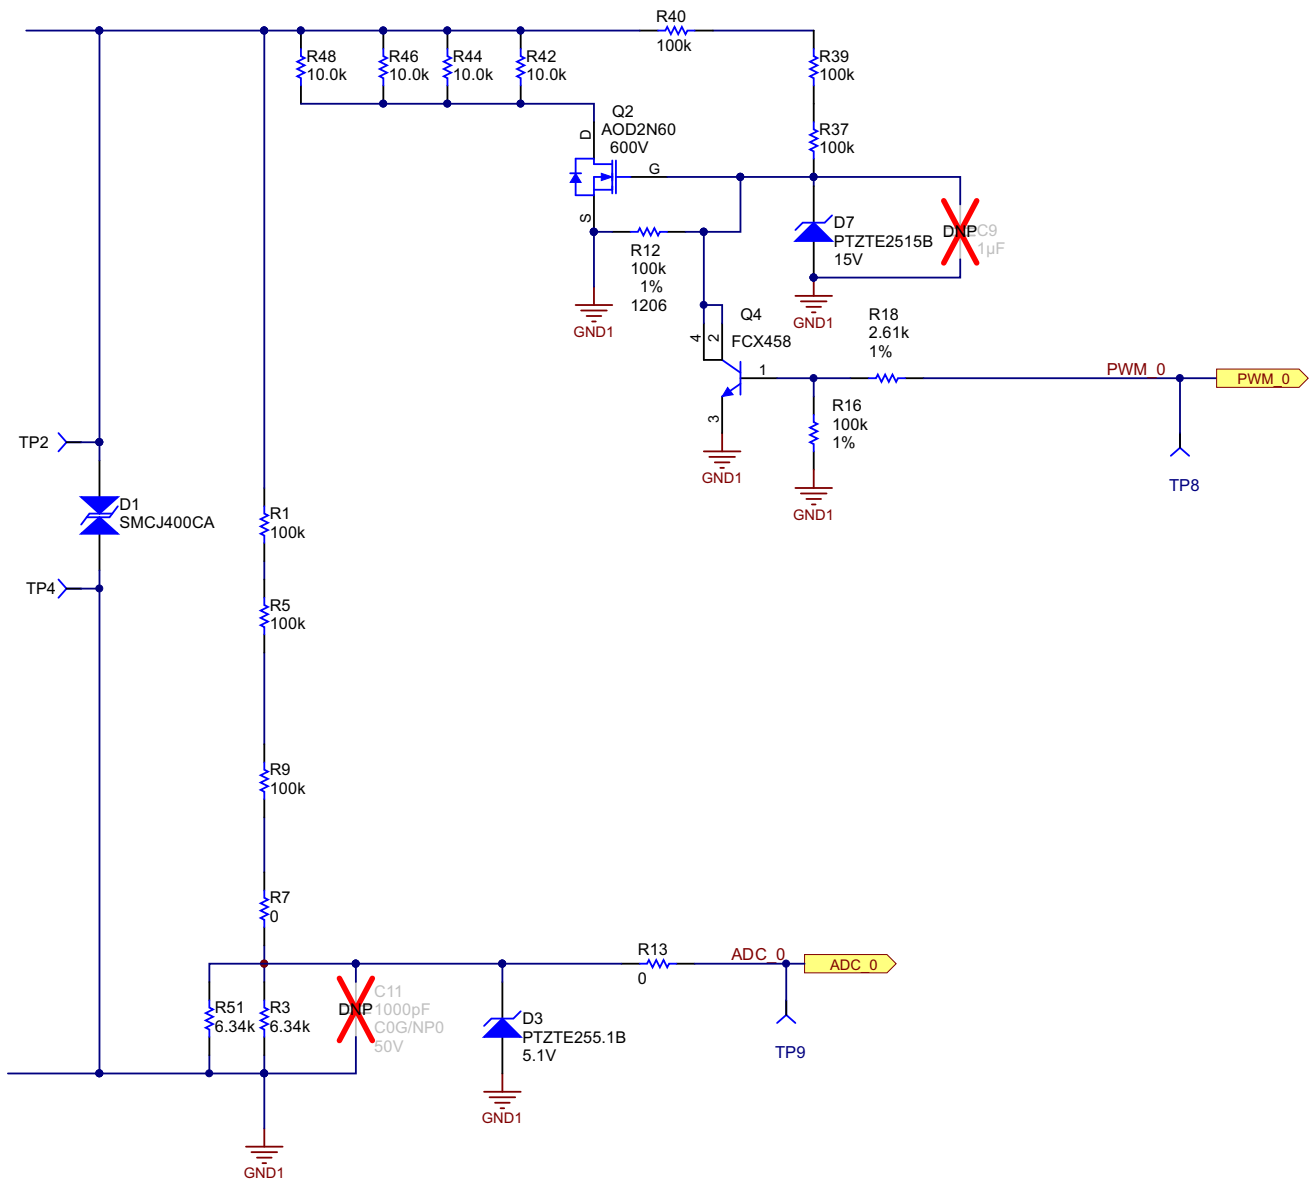 R40
100k
R48
10.0k
R46
10.0k
R44
10.0k
R42
10.0k
R39
100k
Q2
AOD2N60
600V
D
G
S
R37
100k
R12
100k
1%
1206
GND1
D7
PTZTE2515B
15V
GND1
DNP
C9
1µF
Q4
FCX458
4
2
1
3
GND1
R18
2.61k
1%
R16
100k
1%
GND1
PWM_0
PWM_0
TP8
TP2
D1
SMCJ400CA
TP4
R1
100k
R5
100k
R9
100k
R7
0
R51
6.34k
R3
6.34k
DNP
C11
1000pF
C0G/NP0
50V
D3
PTZTE255.1B
5.1V
GND1
R13
0
ADC_0
ADC_0
TP9
GND1